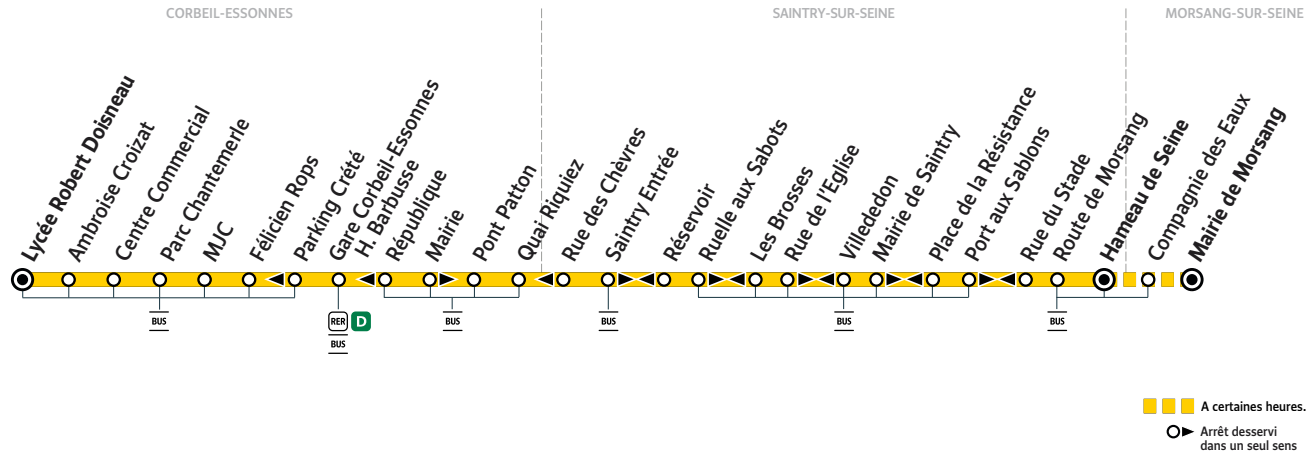 CORBEIL-ESSONNES
SAINTRY-SUR-SEINE
MORSANG-SUR-SEINE
Lycée Robert Doisneau
Ambroise Croizat
Centre Commercial
Parc Chantemerle
MJC
Félicien Rops
Parking Crété
Gare Corbeil-Essonnes
H. Barbusse
République
Mairie
Pont Patton
Quai Riquiez
Rue des Chèvres
Saintry Entrée
Réservoir
Ruelle aux Sabots
Les Brosses
Rue de l'Eglise
Villededon
Mairie de Saintry
Place de la Résistance
Port aux Sablons
Rue du Stade
Route de Morsang
Hameau de Seine
Compagnie des Eaux
Mairie de Morsang
BUS
RER D
BUS
BUS
BUS
BUS
BUS
A certaines heures.
Arrêt desservi
dans un seul sens